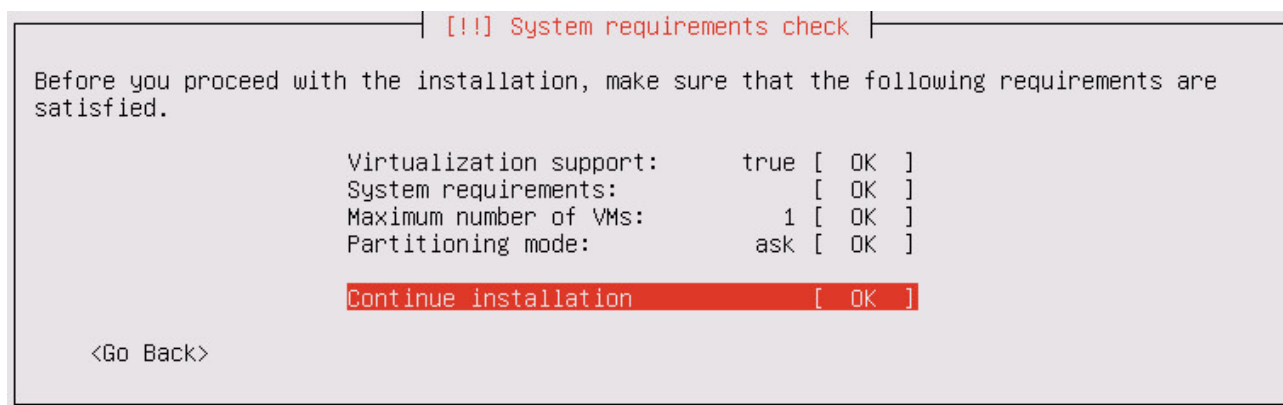 [!!] System requirements check
Before you proceed with the installation, make sure that the following requirements are
satisfied.
Virtualization support: true [ OK ]
System requirements: [ OK ]
Maximum number of VMs: 1 [ OK ]
Partitioning mode: ask [ OK ]
Continue installation [ OK ]
<Go Back>